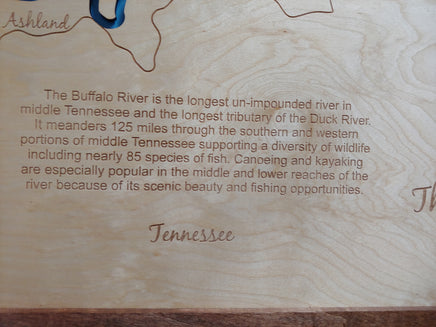 Ashland
The Buffalo River is the longest un-impounded river in
middle Tennessee and the longest tributary of the Duck River.
It meanders 125 miles through the southern and western
portions of middle Tennessee supporting a diversity of wildlife
including nearly 85 species of fish. Canoeing and kayaking
are especially popular in the middle and lower reaches of the
river because of its scenic beauty and fishing opportunities.
Tennessee